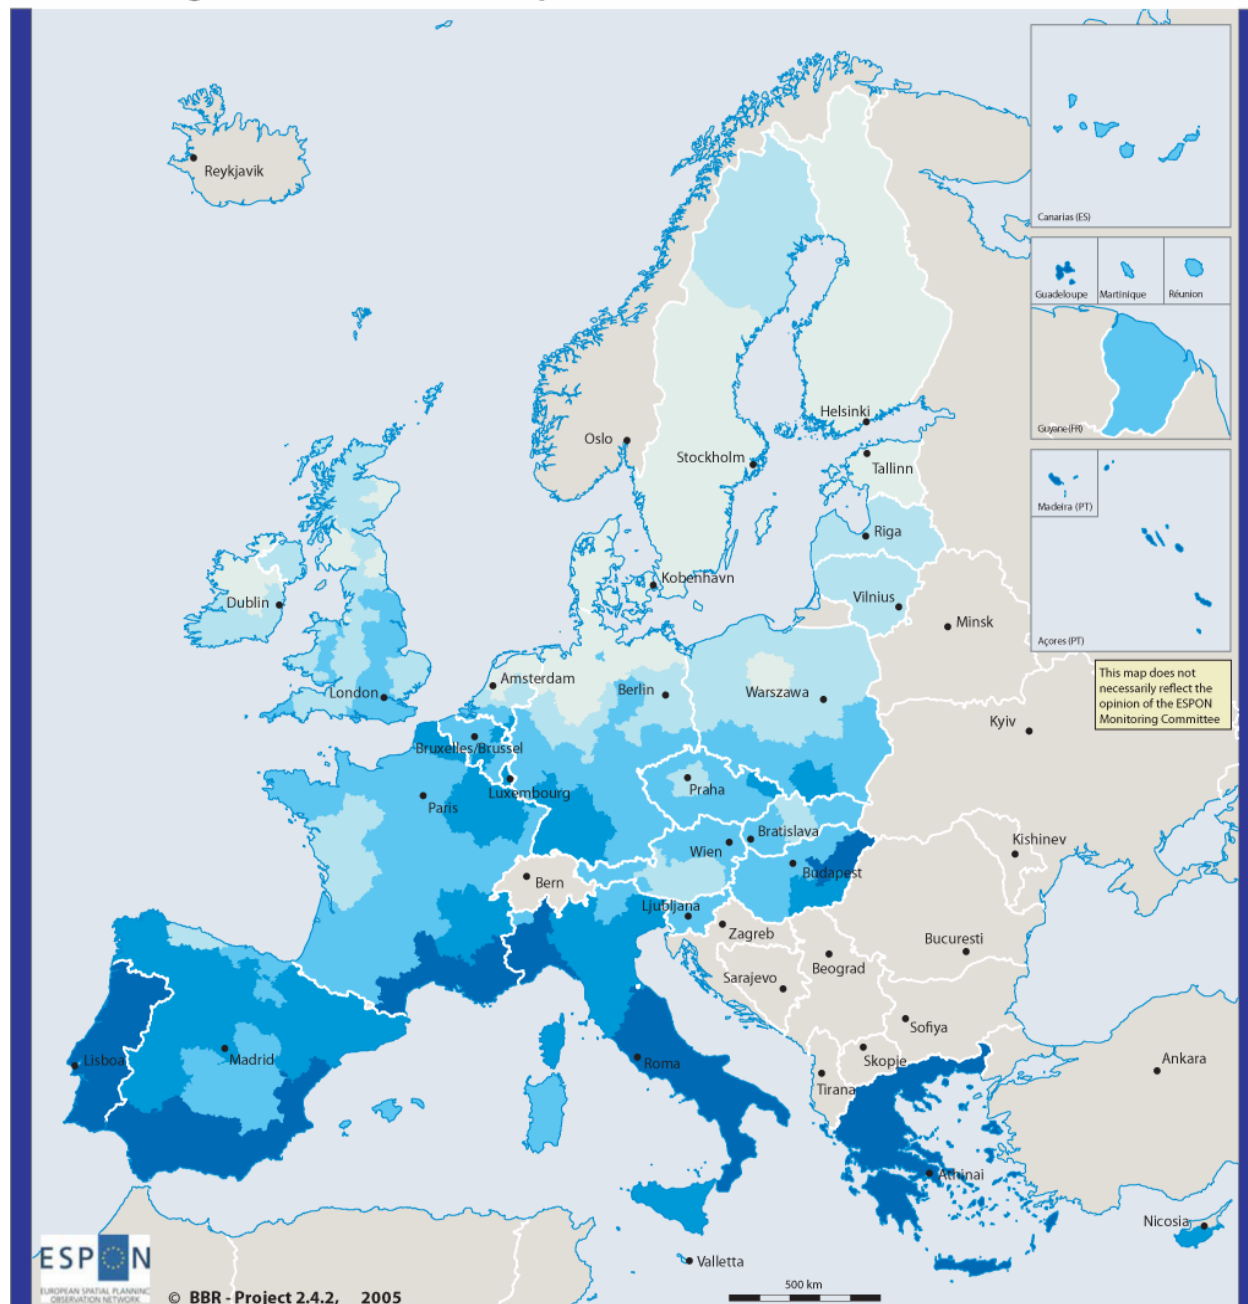 Reykjavik
Canarias (ES)
Guadeloupe
Martinique
Réunion
Guyane (FR)
Helsinki
Oslo
Stockholm
Tallinn
Madeira (PT)
Riga
Kobenhavn
Vilnius
Dublin
Minsk
Açores (PT)
This map does not
necessarily reflect the
opinion of the ESPON
Monitoring Committee
Amsterdam
London
Berlin
Warszawa
Kyiv
Bruxelles/Brussel
Luxembourg
Praha
Paris
Bratislava
Kishinev
Wien
Budapest
Bern
Ljubljana
Zagreb
Bucuresti
Beograd
Sarajevo
Sofiya
Lisboa
Madrid
Roma
Skopje
Ankara
Tirana
Athinai
Nicosia
Valletta
ESPON
EUROPEAN SPATIAL PLANNING
OBSERVATION NETWORK
© BBR - Project 2.4.2, 2005
500 km